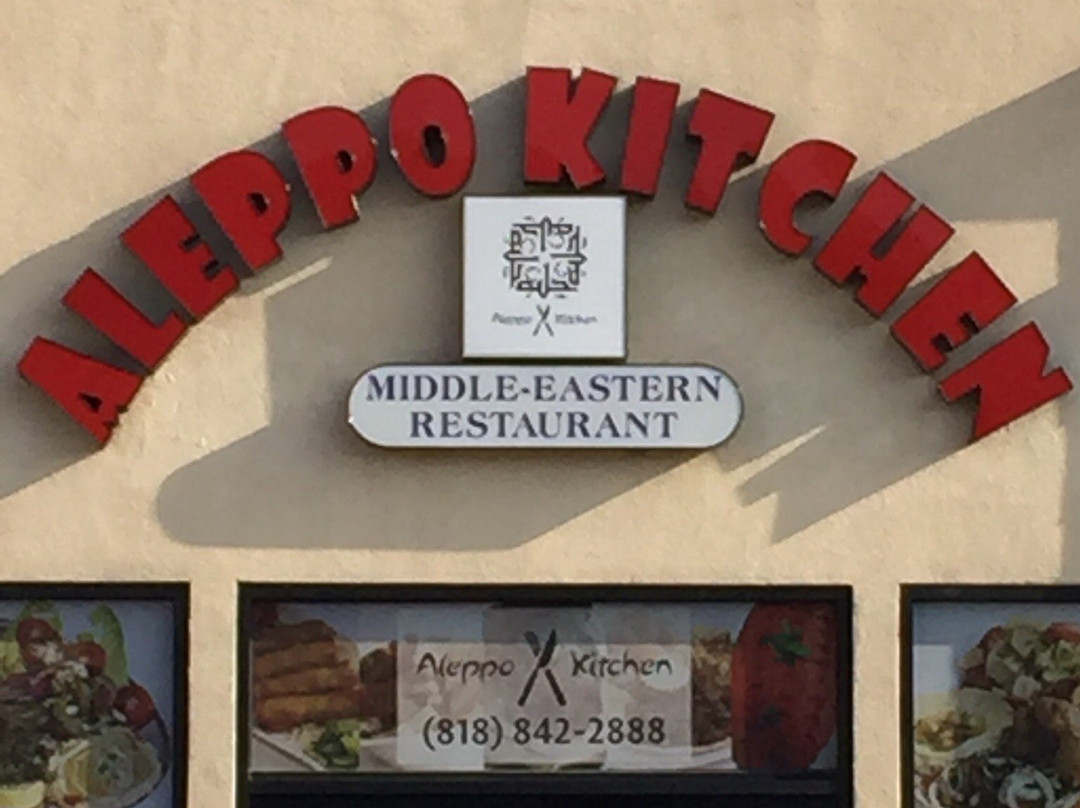 ALEPPO KITCHEN
Aleppo Kitchen
MIDDLE-EASTERN
RESTAURANT
Aleppo Kitchen
(818) 842-2888